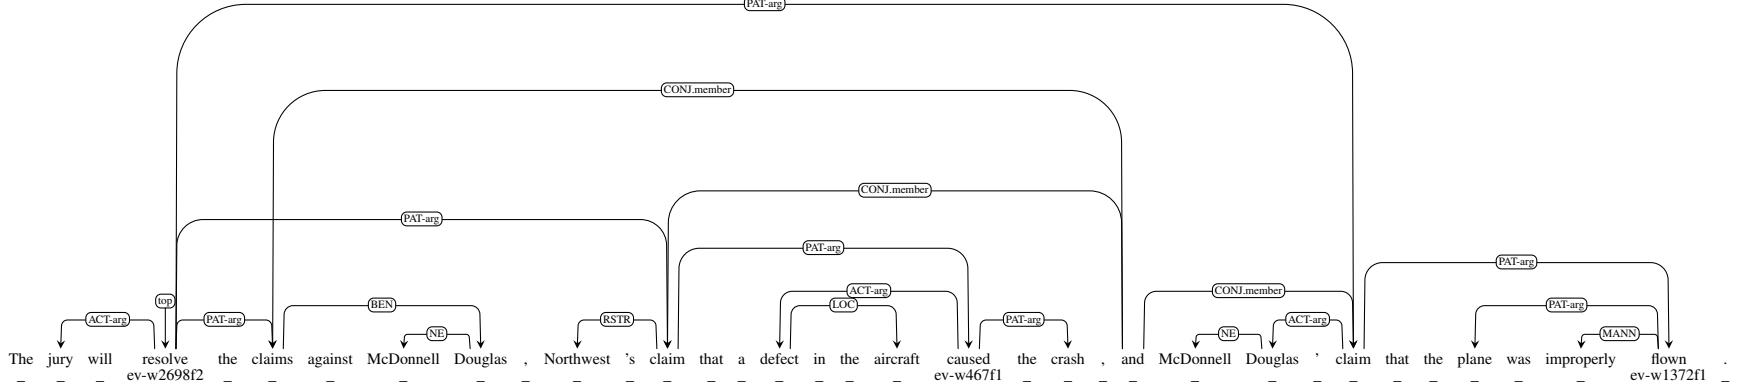 PAT-arg
CONJ.member
CONJ.member
PAT-arg
PAT-arg
PAT-arg
ACT-arg CONJ.member
top BEN LOC PAT-arg
ACT-arg PAT-arg RSTR PAT-arg ACT-arg
NE NE MANN
The jury will resolve the claims against McDonnell Douglas , Northwest 's claim that a defect in the aircraft caused the crash , and McDonnell Douglas ' claim that the plane was improperly flown .
_ _ _ ev-w2698f2 _ _ _ _ _ _ _ _ _ _ _ _ _ _ _ ev-w467f1 _ _ _ _ _ _ _ _ _ _ _ _ _ ev-w1372f1 _